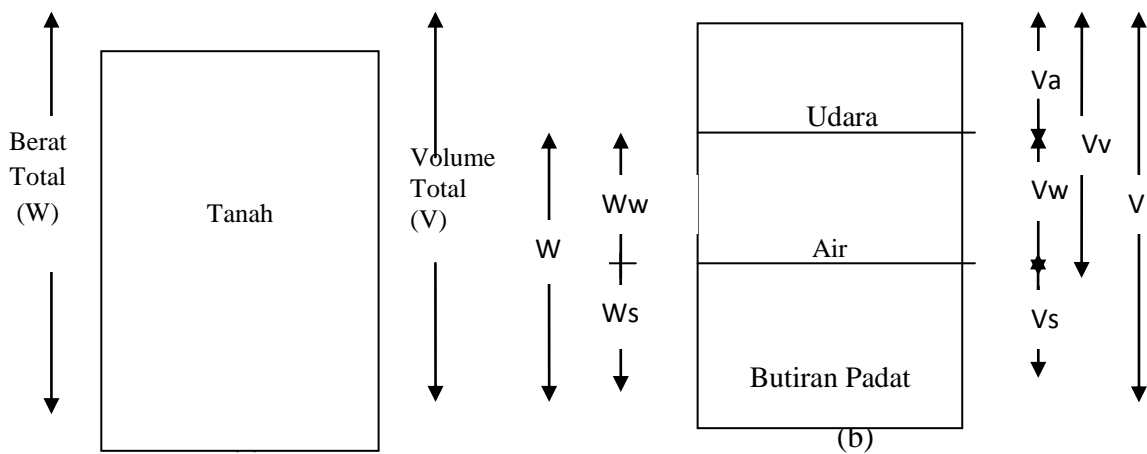 Berat
Total
(W)
Tanah
Volume
Total
(V)
W
Ww
Ws
Udara
Air
Butiran Padat
(b)
Va
Vw
Vs
Vv
V